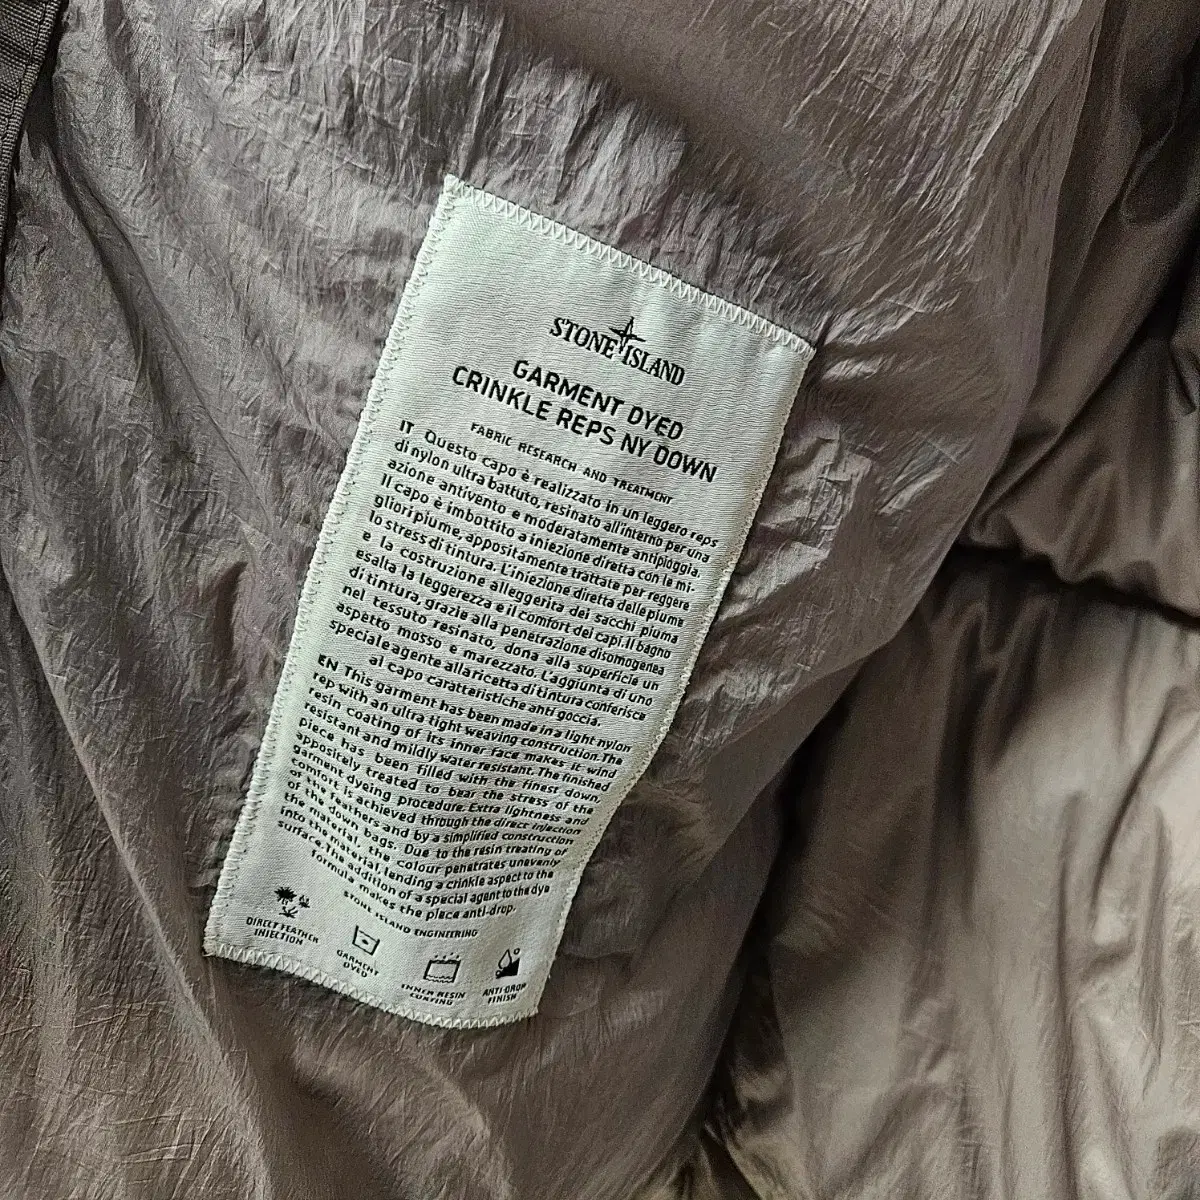 STONE ISLAND
GARMENT DYED
CRINKLE REPS NY DOWN
FABRIC RESEARCH AND TREATMENT
IT Questo capo è realizzato in un leggero reps
di nylon ultra battuto, resinato all'interno per una
azione antivento e moderatamente antipioggia.
Il capo è imbottito a iniezione diretta con le mi-
gliori piume, appositamente trattate per reggere
lo stress di tintura. L'iniezione diretta delle piume
e la costruzione alleggerita dei sacchi piuma
esalta la leggerezza e il comfort dei capi. Il bagno
di tintura, grazie alla penetrazione disomogenea
nel tessuto resinato, dona alla superficie un
aspetto mosso e marezzato. L'aggiunta di uno
speciale agente alla ricetta di tintura conferisce
al capo caratteristiche anti goccia.
EN This garment has been made in a light nylon
rep with an ultra tight weaving construction. The
resin coating of its inner face makes it wind
resistant and mildly water resistant. The finished
piece has been filled with the finest down,
appositely treated to bear the stress of the
garment dyeing procedure. Extra lightness and
comfort is achieved through the direct injection
of the feathers and by a simplified construction
of the down bags. Due to the resin treating of
the material, the colour penetrates unevenly
into the material, lending a crinkle aspect to the
surface. The addition of a special agent to the dye
formula makes the piece anti-drop.
STONE ISLAND ENGINEERING
DIRECT FEATHER
INJECTION
GARMENT
DYED
INNER RESIN
COATING
ANTI DROP
FINISH